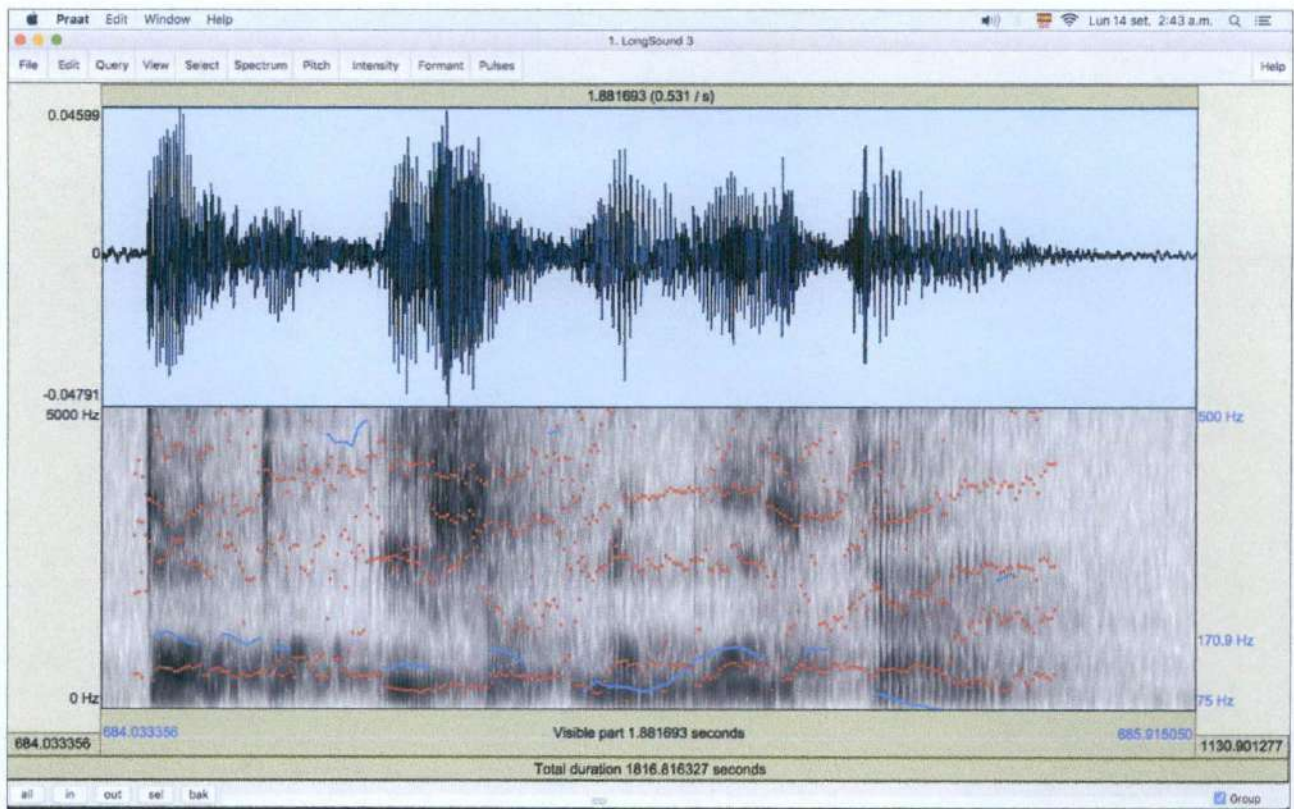 Praat Edit Window Help Lun 14 set. 2:43 a.m.
1. LongSound 3
File Edit Query View Select Spectrum Pitch Intensity Formant Pulses Help
1.881693 (0.531 / s)
0.04599
0
-0.04791
5000 Hz 500 Hz
170.9 Hz
0 Hz 75 Hz
684.033356 Visible part 1.881693 seconds 685.915050
684.033356 1130.901277
Total duration 1816.816327 seconds
all in out sel bak Group